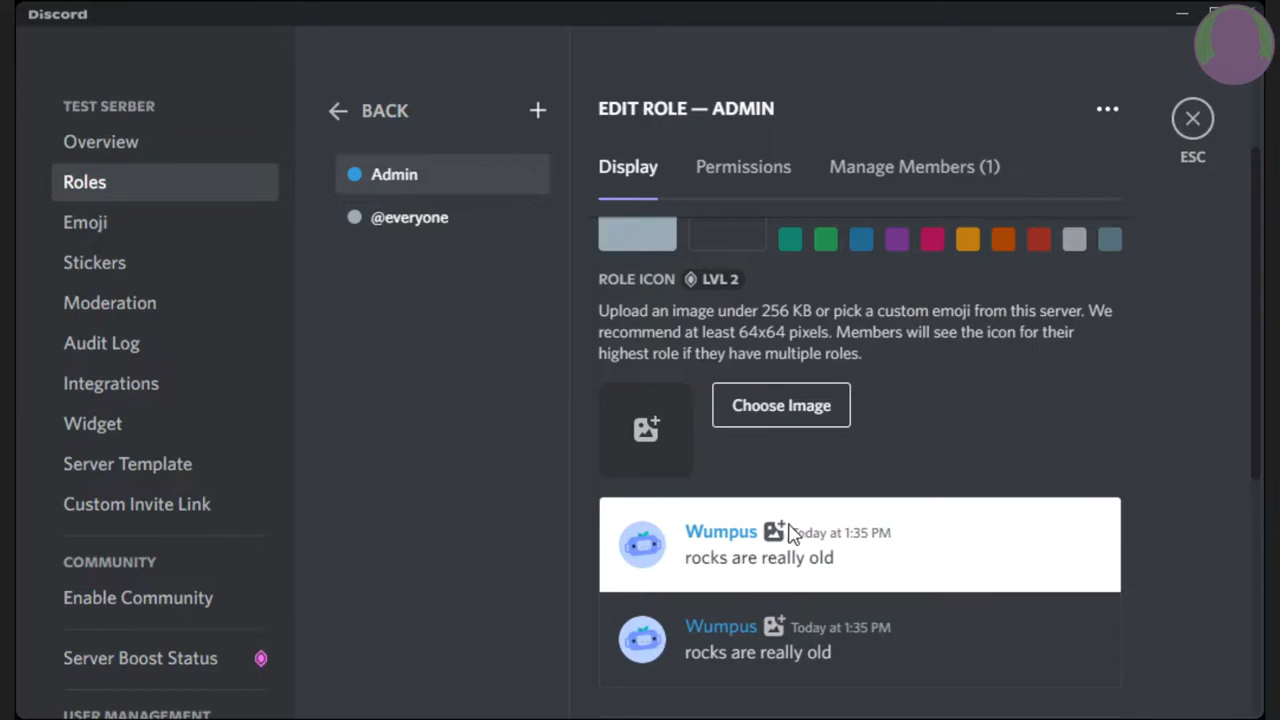 Discord
TEST SERBER
Overview
Roles
Emoji
Stickers
Moderation
Audit Log
Integrations
Widget
Server Template
Custom Invite Link
COMMUNITY
Enable Community
Server Boost Status
USER MANAGEMENT
BACK
Admin
@everyone
EDIT ROLE — ADMIN
ESC
Display Permissions Manage Members (1)
ROLE ICON LVL 2
Upload an image under 256 KB or pick a custom emoji from this server. We
recommend at least 64x64 pixels. Members will see the icon for their
highest role if they have multiple roles.
Choose Image
Wumpus Today at 1:35 PM
rocks are really old
Wumpus Today at 1:35 PM
rocks are really old